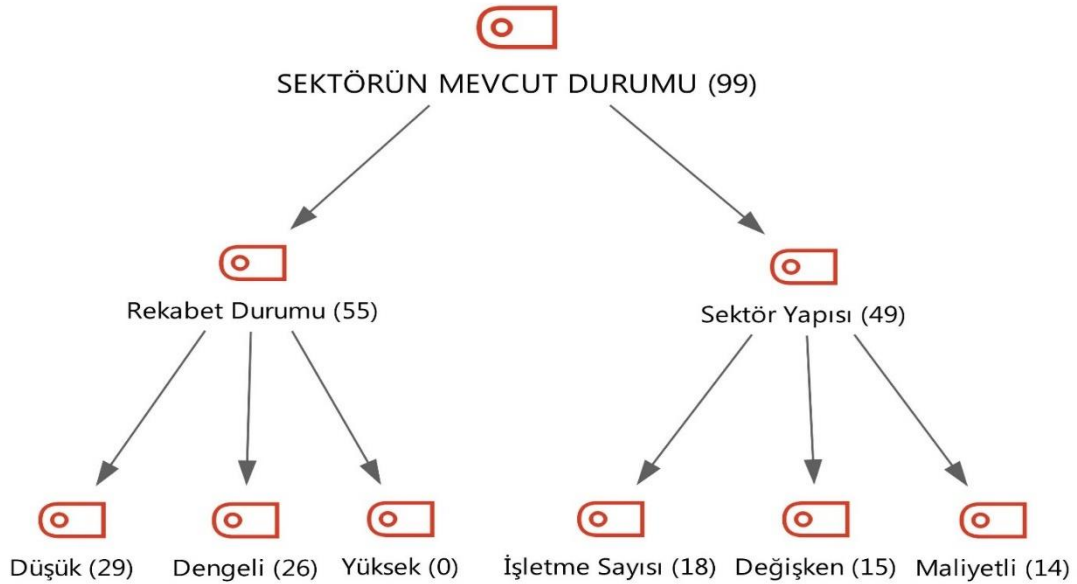 SEKTÖRÜN MEVCUT DURUMU (99)
Rekabet Durumu (55)
Sektör Yapısı (49)
Düşük (29)
Dengeli (26)
Yüksek (0)
İşletme Sayısı (18)
Değişken (15)
Maliyetli (14)